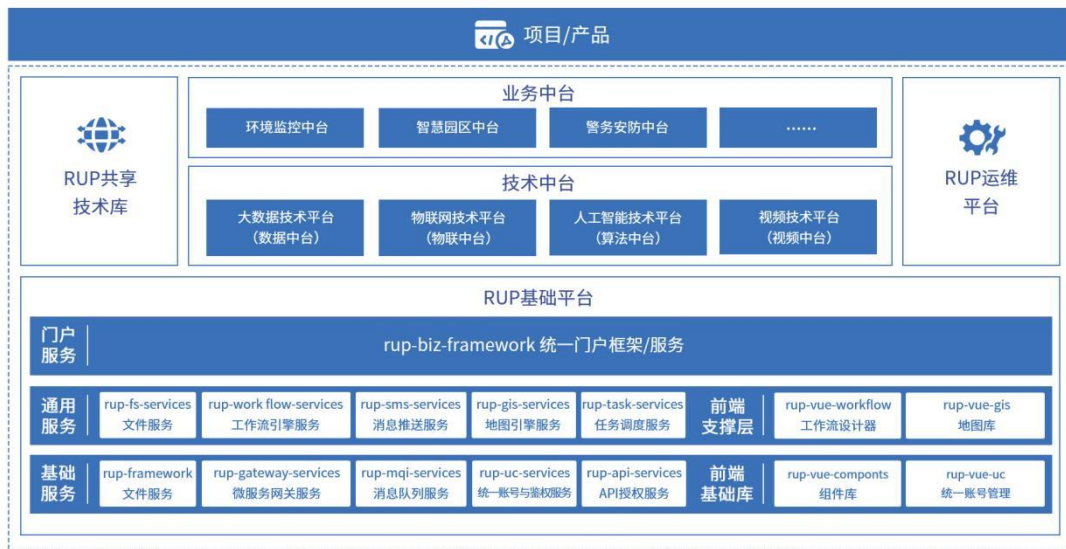 项目/产品
RUP共享
技术库
业务中台
环境监控中台
智慧园区中台
警务安防中台
……
技术中台
大数据技术平台
(数据中台)
物联网技术平台
(物联中台)
人工智能技术平台
(算法中台)
视频技术平台
(视频中台)
RUP运维
平台
RUP基础平台
门户
服务
rup-biz-framework 统一门户框架/服务
通用
服务
rup-fs-services
文件服务
rup-work flow-services
工作流引擎服务
rup-sms-services
消息推送服务
rup-gis-services
地图引擎服务
rup-task-services
任务调度服务
前端
支撑层
rup-vue-workflow
工作流设计器
rup-vue-gis
地图库
基础
服务
rup-framework
文件服务
rup-gateway-services
微服务网关服务
rup-mqi-services
消息队列服务
rup-uc-services
统一账号与鉴权服务
rup-api-services
API授权服务
前端
基础库
rup-vue-componts
组件库
rup-vue-uc
统一账号管理